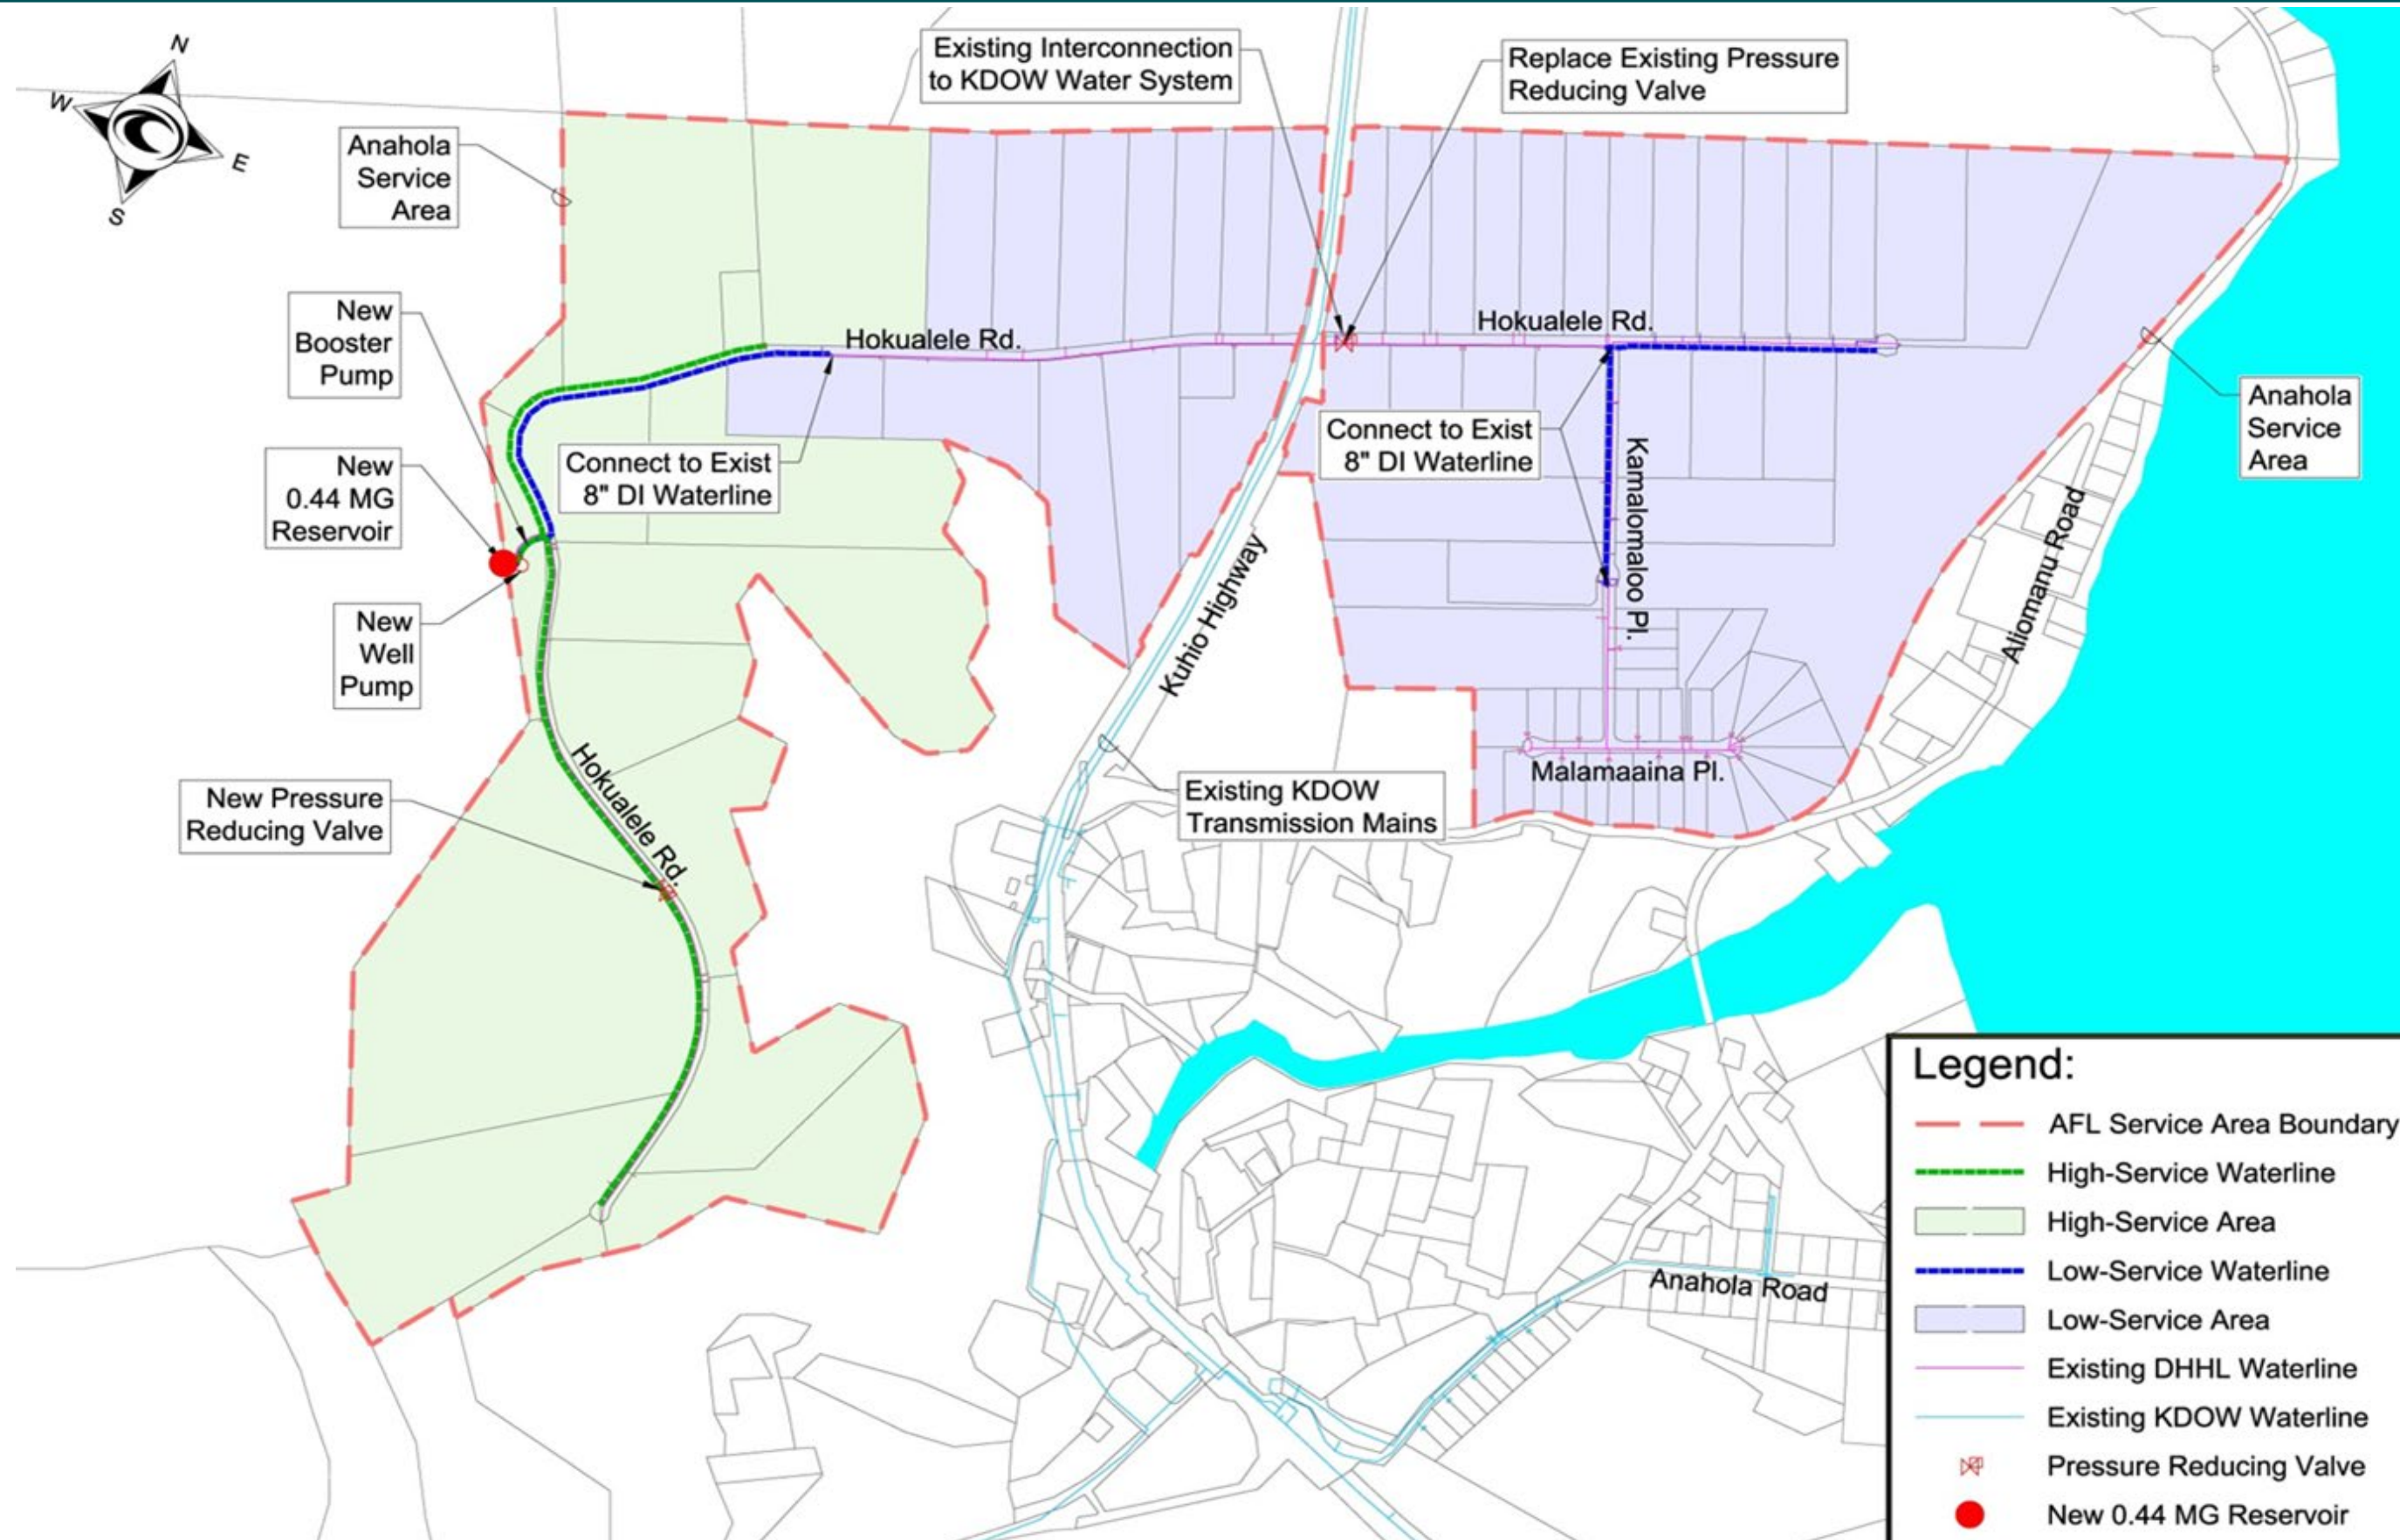 N
W
E
S
Existing Interconnection
to KDOW Water System
Replace Existing Pressure
Reducing Valve
Anahola
Service
Area
New
Booster
Pump
Hokualele Rd.
Hokualele Rd.
Anahola
Service
Area
New
0.44 MG
Reservoir
Connect to Exist
8" DI Waterline
Connect to Exist
8" DI Waterline
Kamalomaloo Pl.
Aliomanu Road
Kuhio Highway
New
Well
Pump
Hokualele Rd.
New Pressure
Reducing Valve
Existing KDOW
Transmission Mains
Malamaaina Pl.
Anahola Road
Legend:
AFL Service Area Boundary
High-Service Waterline
High-Service Area
Low-Service Waterline
Low-Service Area
Existing DHHL Waterline
Existing KDOW Waterline
Pressure Reducing Valve
New 0.44 MG Reservoir